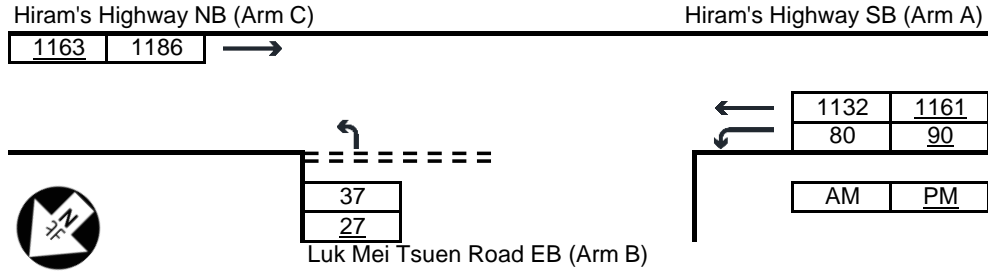 Hiram's Highway NB (Arm C)
Hiram's Highway SB (Arm A)
1163 1186
1132 1161
80 90
37
27
AM PM
Luk Mei Tsuen Road EB (Arm B)
N
北